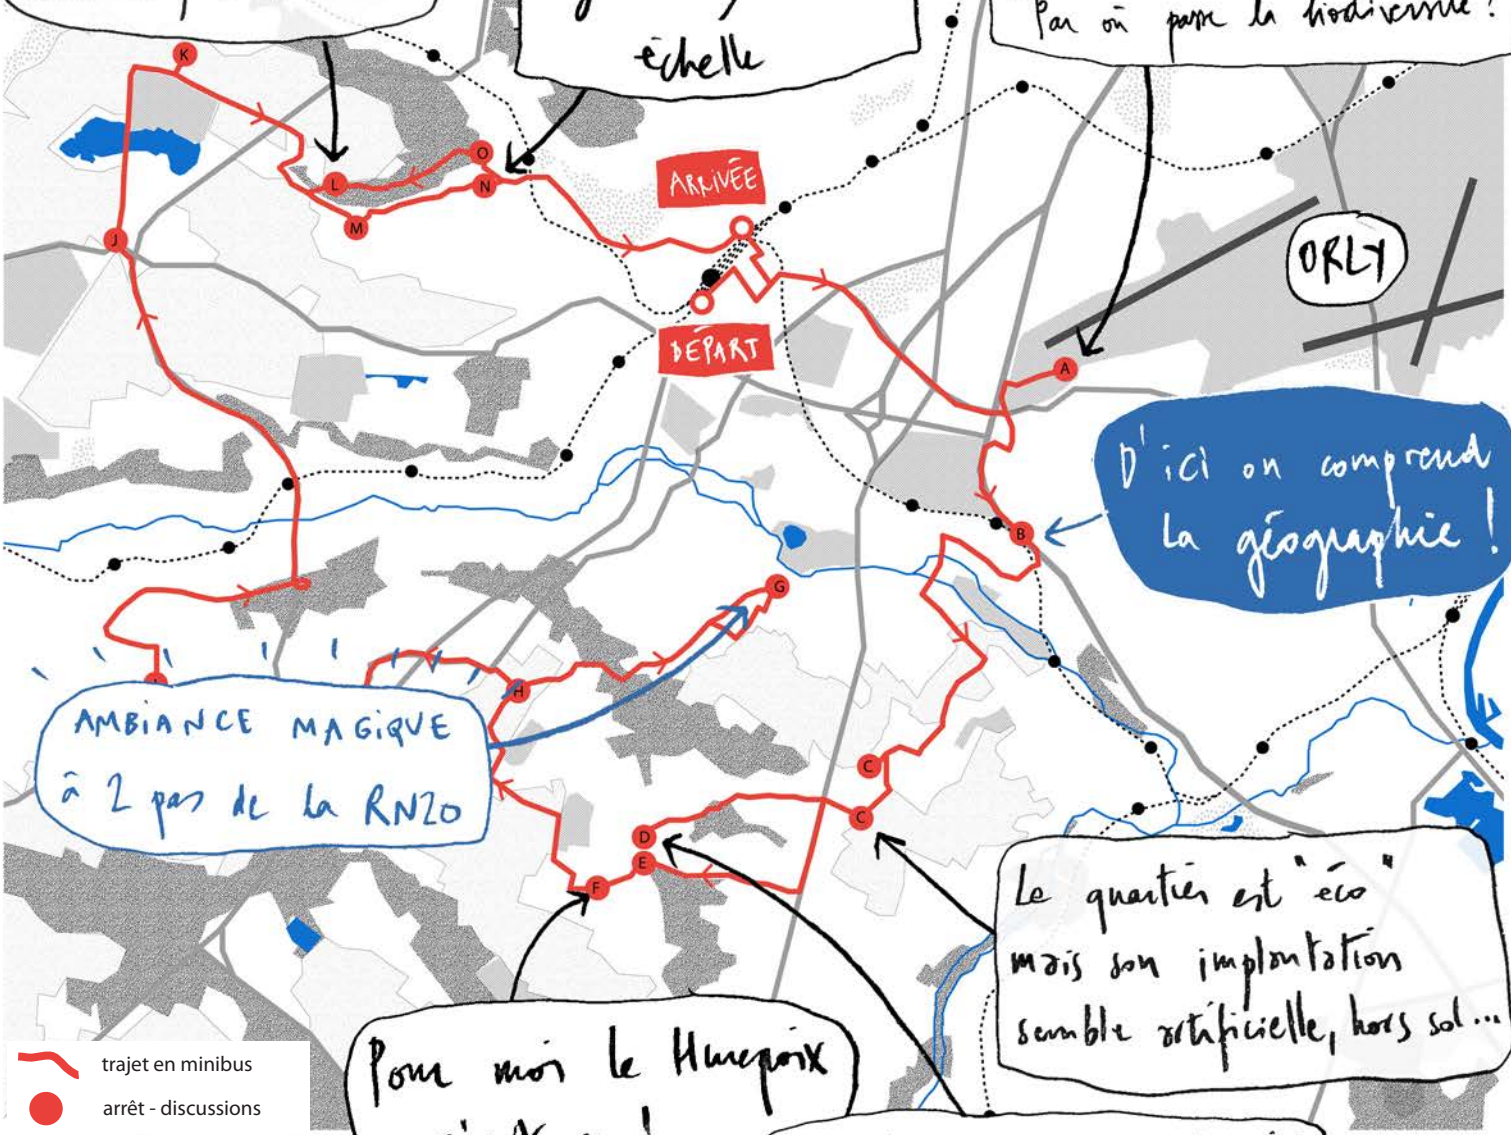 échelle
Par où passe la biodiversité ?
K
ARRIVÉE
O
L
N
M
J
ORLY
DÉPART
A
D'ici on comprend
la géographie !
B
G
H
AMBIANCE MAGIQUE
à 2 pas de la RN20
C
C
D
E
F
Le quartier est "éco"
mais son implantation
semble artificielle, hors sol...
Pour moi le Hurepoix
trajet en minibus
arrêt - discussions